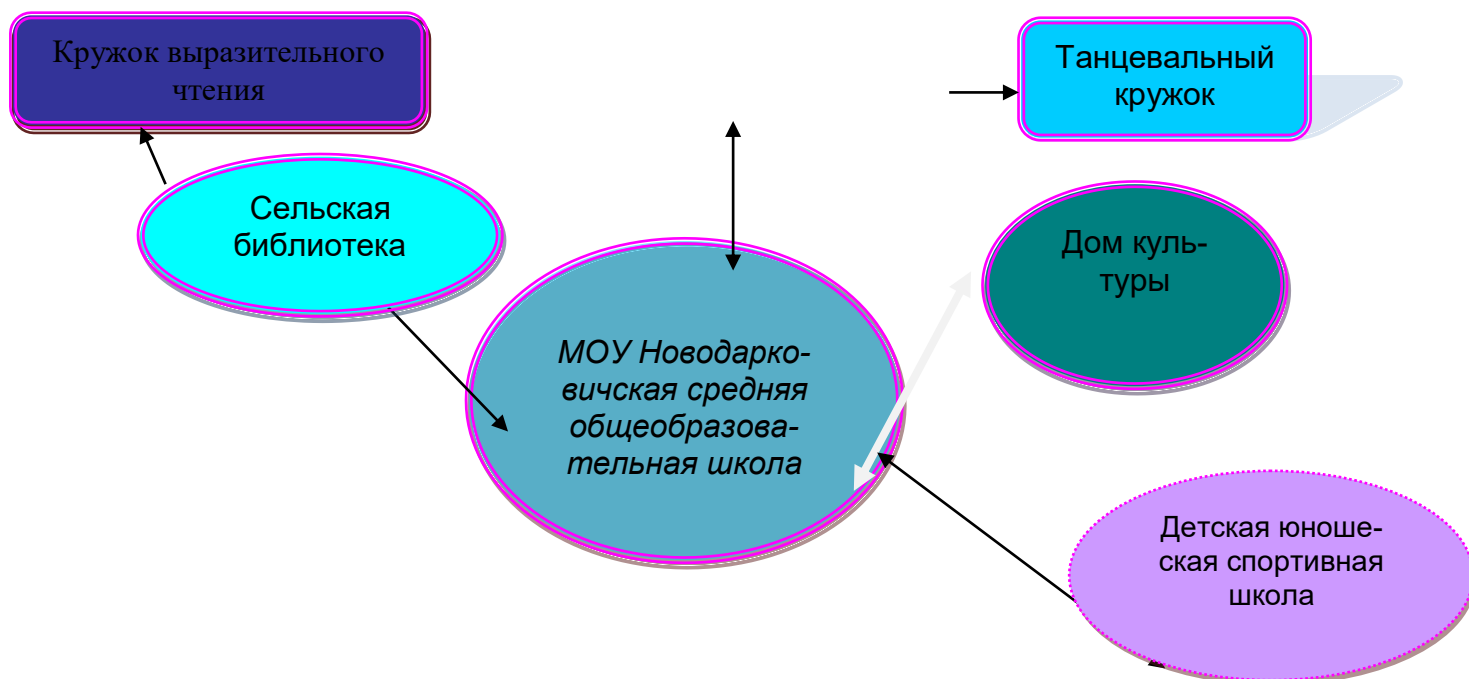 Кружок выразительного
чтения
Танцевальный
кружок
Сельская
библиотека
Дом куль-
туры
МОУ Новодарко-
вичская средняя
общеобразова-
тельная школа
Детская юноше-
ская спортивная
школа